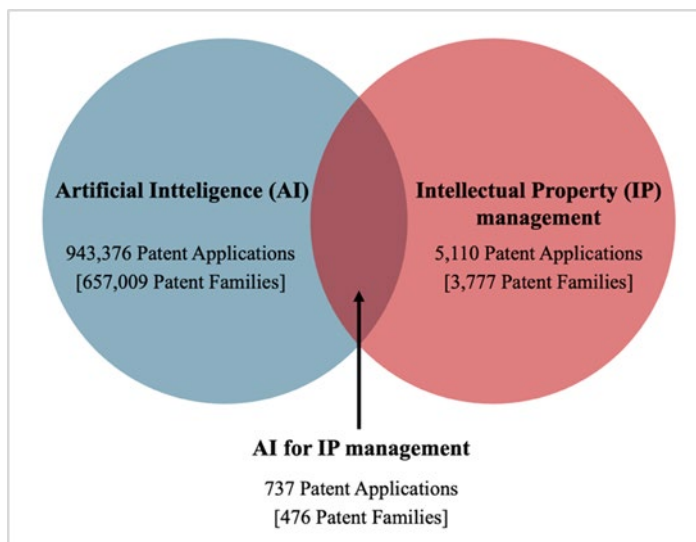 Artificial Intteligence (AI)
943,376 Patent Applications
[657,009 Patent Families]
Intellectual Property (IP)
management
5,110 Patent Applications
[3,777 Patent Families]
AI for IP management
737 Patent Applications
[476 Patent Families]